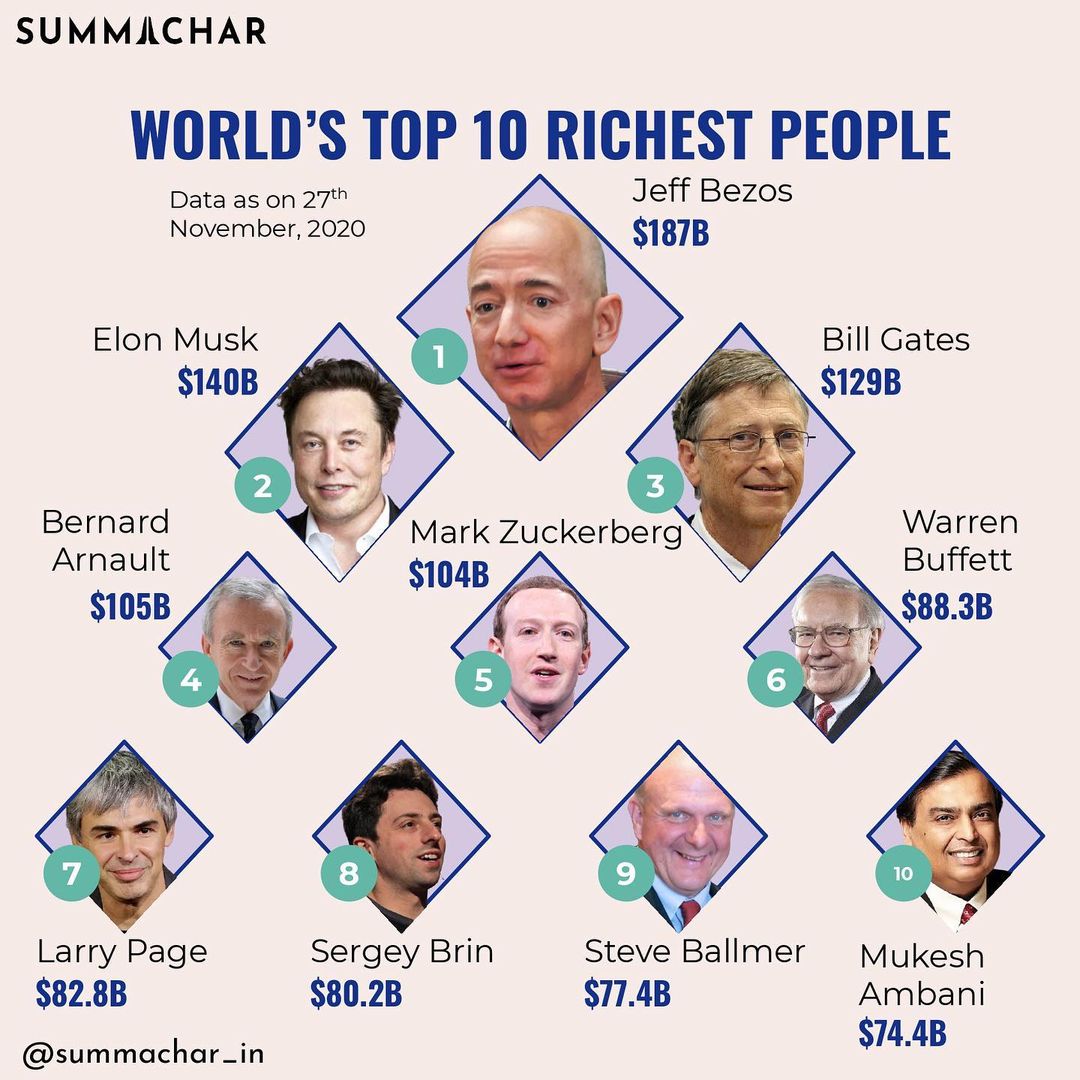 SUMMACHAR
WORLD'S TOP 10 RICHEST PEOPLE
Data as on 27th
November, 2020
Jeff Bezos
$187B
1
Elon Musk
$140B
2
Bill Gates
$129B
3
Bernard
Arnault
$105B
4
Mark Zuckerberg
$104B
5
Warren
Buffett
$88.3B
6
7
Larry Page
$82.8B
8
Sergey Brin
$80.2B
9
Steve Ballmer
$77.4B
10
Mukesh
Ambani
$74.4B
@summachar_in